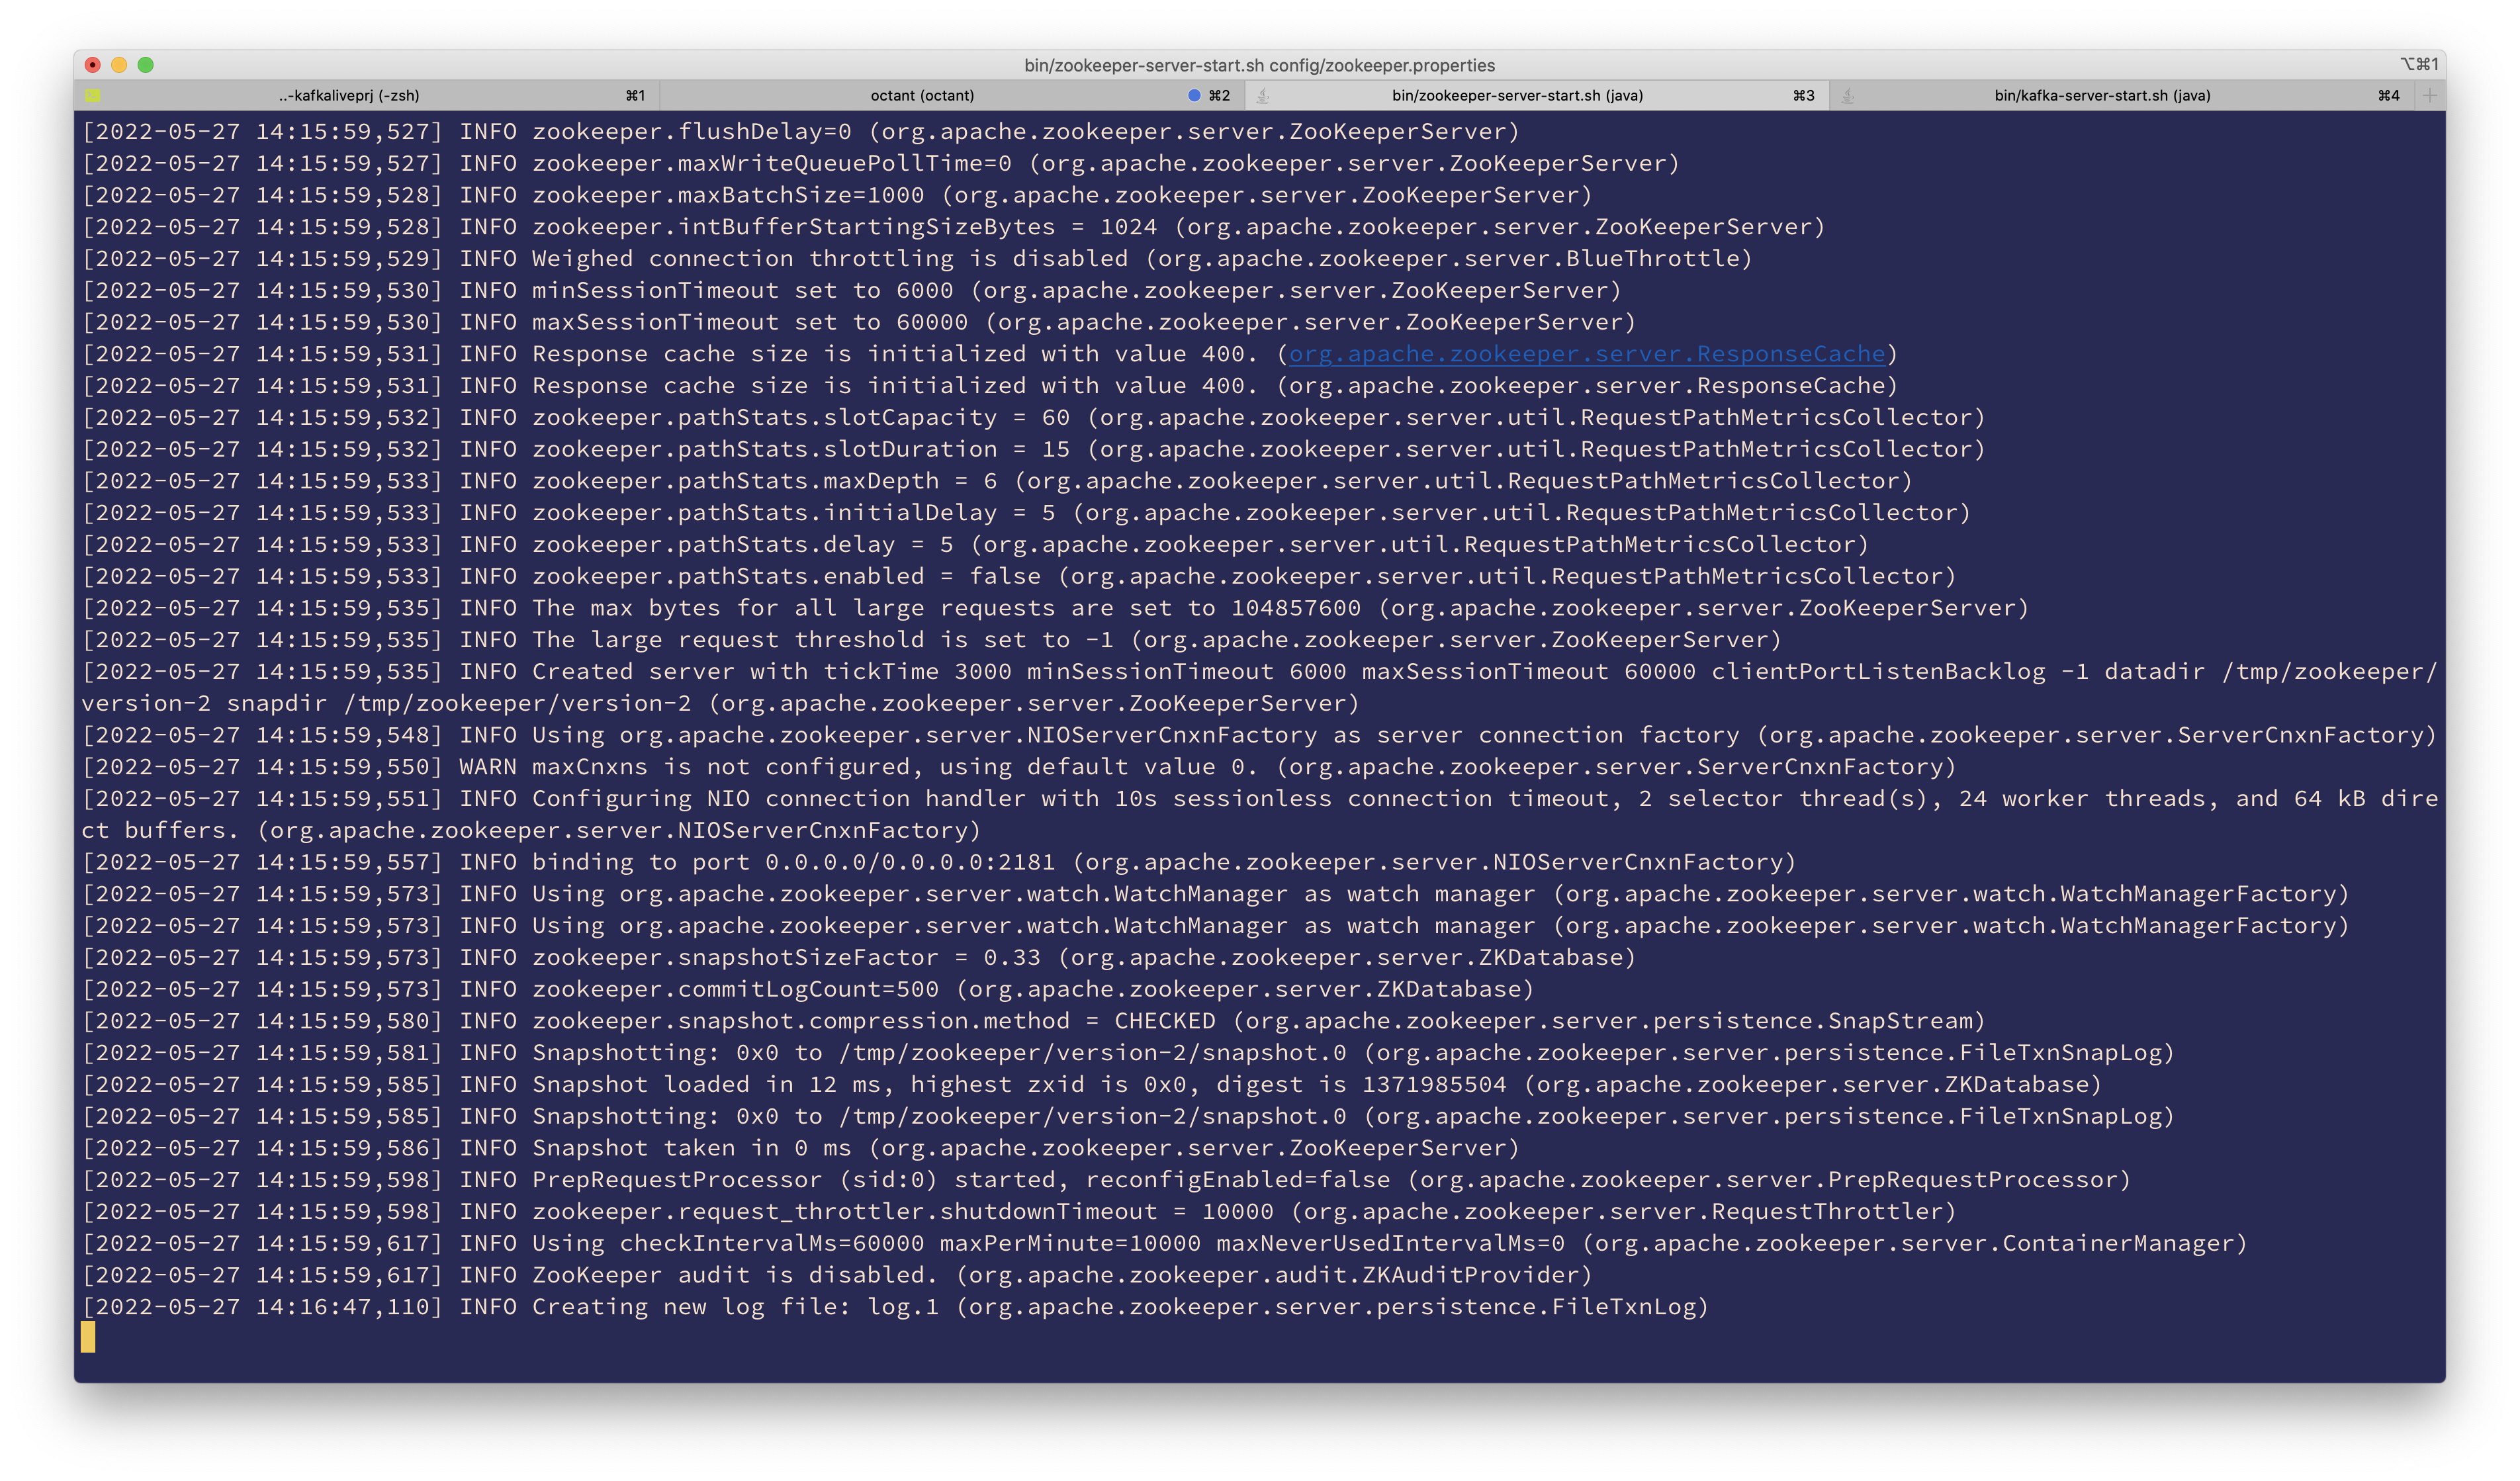 bin/zookeeper-server-start.sh config/zookeeper.properties
⌥⌘1
..-kafkaliveprj (-zsh) ⌘1 octant (octant) ⌘2 bin/zookeeper-server-start.sh (java) ⌘3 bin/kafka-server-start.sh (java) ⌘4 +
[2022-05-27 14:15:59,527] INFO zookeeper.flushDelay=0 (org.apache.zookeeper.server.ZooKeeperServer)
[2022-05-27 14:15:59,527] INFO zookeeper.maxWriteQueuePollTime=0 (org.apache.zookeeper.server.ZooKeeperServer)
[2022-05-27 14:15:59,528] INFO zookeeper.maxBatchSize=1000 (org.apache.zookeeper.server.ZooKeeperServer)
[2022-05-27 14:15:59,528] INFO zookeeper.intBufferStartingSizeBytes = 1024 (org.apache.zookeeper.server.ZooKeeperServer)
[2022-05-27 14:15:59,529] INFO Weighed connection throttling is disabled (org.apache.zookeeper.server.BlueThrottle)
[2022-05-27 14:15:59,530] INFO minSessionTimeout set to 6000 (org.apache.zookeeper.server.ZooKeeperServer)
[2022-05-27 14:15:59,530] INFO maxSessionTimeout set to 60000 (org.apache.zookeeper.server.ZooKeeperServer)
[2022-05-27 14:15:59,531] INFO Response cache size is initialized with value 400. (org.apache.zookeeper.server.ResponseCache)
[2022-05-27 14:15:59,531] INFO Response cache size is initialized with value 400. (org.apache.zookeeper.server.ResponseCache)
[2022-05-27 14:15:59,532] INFO zookeeper.pathStats.slotCapacity = 60 (org.apache.zookeeper.server.util.RequestPathMetricsCollector)
[2022-05-27 14:15:59,532] INFO zookeeper.pathStats.slotDuration = 15 (org.apache.zookeeper.server.util.RequestPathMetricsCollector)
[2022-05-27 14:15:59,533] INFO zookeeper.pathStats.maxDepth = 6 (org.apache.zookeeper.server.util.RequestPathMetricsCollector)
[2022-05-27 14:15:59,533] INFO zookeeper.pathStats.initialDelay = 5 (org.apache.zookeeper.server.util.RequestPathMetricsCollector)
[2022-05-27 14:15:59,533] INFO zookeeper.pathStats.delay = 5 (org.apache.zookeeper.server.util.RequestPathMetricsCollector)
[2022-05-27 14:15:59,533] INFO zookeeper.pathStats.enabled = false (org.apache.zookeeper.server.util.RequestPathMetricsCollector)
[2022-05-27 14:15:59,535] INFO The max bytes for all large requests are set to 104857600 (org.apache.zookeeper.server.ZooKeeperServer)
[2022-05-27 14:15:59,535] INFO The large request threshold is set to -1 (org.apache.zookeeper.server.ZooKeeperServer)
[2022-05-27 14:15:59,535] INFO Created server with tickTime 3000 minSessionTimeout 6000 maxSessionTimeout 60000 clientPortListenBacklog -1 datadir /tmp/zookeeper/
version-2 snapdir /tmp/zookeeper/version-2 (org.apache.zookeeper.server.ZooKeeperServer)
[2022-05-27 14:15:59,548] INFO Using org.apache.zookeeper.server.NIOServerCnxnFactory as server connection factory (org.apache.zookeeper.server.ServerCnxnFactory)
[2022-05-27 14:15:59,550] WARN maxCnxns is not configured, using default value 0. (org.apache.zookeeper.server.ServerCnxnFactory)
[2022-05-27 14:15:59,551] INFO Configuring NIO connection handler with 10s sessionless connection timeout, 2 selector thread(s), 24 worker threads, and 64 kB dire
ct buffers. (org.apache.zookeeper.server.NIOServerCnxnFactory)
[2022-05-27 14:15:59,557] INFO binding to port 0.0.0.0/0.0.0.0:2181 (org.apache.zookeeper.server.NIOServerCnxnFactory)
[2022-05-27 14:15:59,573] INFO Using org.apache.zookeeper.server.watch.WatchManager as watch manager (org.apache.zookeeper.server.watch.WatchManagerFactory)
[2022-05-27 14:15:59,573] INFO Using org.apache.zookeeper.server.watch.WatchManager as watch manager (org.apache.zookeeper.server.watch.WatchManagerFactory)
[2022-05-27 14:15:59,573] INFO zookeeper.snapshotSizeFactor = 0.33 (org.apache.zookeeper.server.ZKDatabase)
[2022-05-27 14:15:59,573] INFO zookeeper.commitLogCount=500 (org.apache.zookeeper.server.ZKDatabase)
[2022-05-27 14:15:59,580] INFO zookeeper.snapshot.compression.method = CHECKED (org.apache.zookeeper.server.persistence.SnapStream)
[2022-05-27 14:15:59,581] INFO Snapshotting: 0x0 to /tmp/zookeeper/version-2/snapshot.0 (org.apache.zookeeper.server.persistence.FileTxnSnapLog)
[2022-05-27 14:15:59,585] INFO Snapshot loaded in 12 ms, highest zxid is 0x0, digest is 1371985504 (org.apache.zookeeper.server.ZKDatabase)
[2022-05-27 14:15:59,585] INFO Snapshotting: 0x0 to /tmp/zookeeper/version-2/snapshot.0 (org.apache.zookeeper.server.persistence.FileTxnSnapLog)
[2022-05-27 14:15:59,586] INFO Snapshot taken in 0 ms (org.apache.zookeeper.server.ZooKeeperServer)
[2022-05-27 14:15:59,598] INFO PrepRequestProcessor (sid:0) started, reconfigEnabled=false (org.apache.zookeeper.server.PrepRequestProcessor)
[2022-05-27 14:15:59,598] INFO zookeeper.request_throttler.shutdownTimeout = 10000 (org.apache.zookeeper.server.RequestThrottler)
[2022-05-27 14:15:59,617] INFO Using checkIntervalMs=60000 maxPerMinute=10000 maxNeverUsedIntervalMs=0 (org.apache.zookeeper.server.ContainerManager)
[2022-05-27 14:15:59,617] INFO ZooKeeper audit is disabled. (org.apache.zookeeper.audit.ZKAuditProvider)
[2022-05-27 14:16:47,110] INFO Creating new log file: log.1 (org.apache.zookeeper.server.persistence.FileTxnLog)